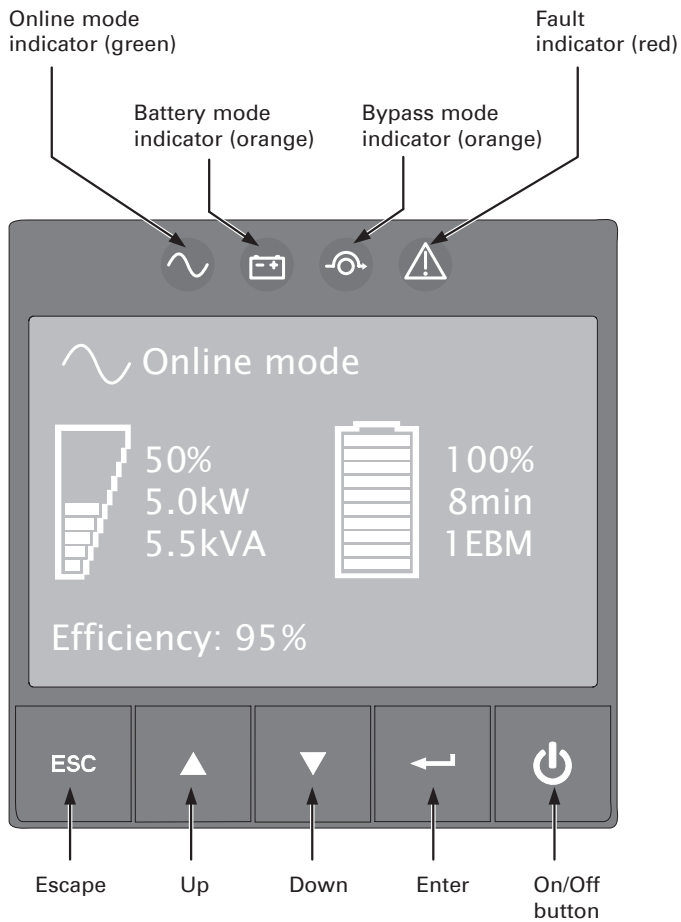 Online mode
indicator (green)
Fault
indicator (red)
Battery mode
indicator (orange)
Bypass mode
indicator (orange)
Online mode
50%
5.0kW
5.5kVA
100%
8min
1EBM
Efficiency: 95%
ESC
Escape
Up
Down
Enter
On/Off
button